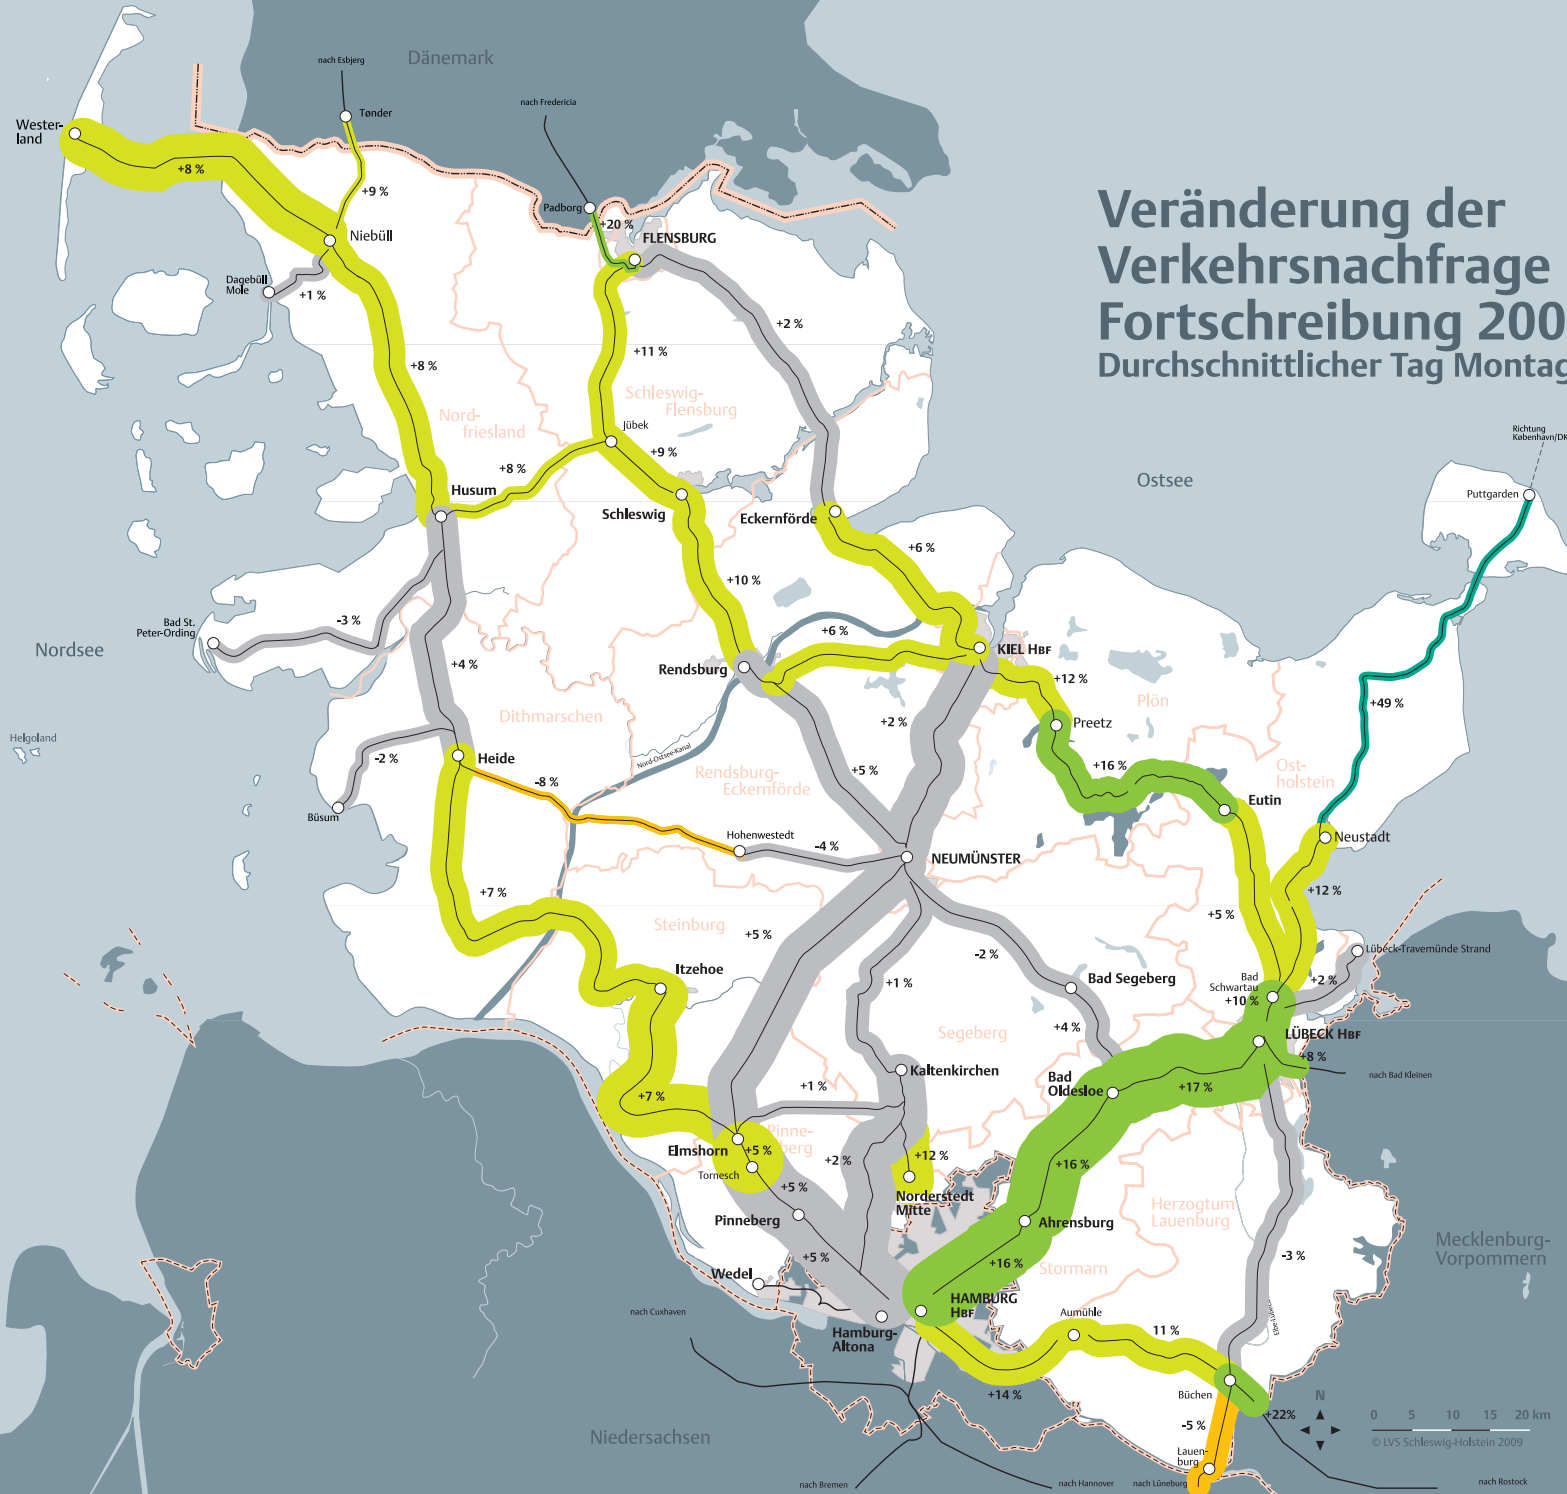 Veränderung der
Verkehrsnachfrage
Fortschreibung 200
Durchschnittlicher Tag Montag
Dänemark
nach Esbjerg
Tønder
nach Fredericia
Wester-
land
+8 %
+9 %
Padborg
+20 %
FLENSBURG
Niebüll
Dagebüll
Mole
+1 %
+2 %
+11 %
+8 %
Schleswig-
Flensburg
Nord-
friesland
Jübek
+9 %
+8 %
Richtung
København/DK
Ostsee
Puttgarden
Husum
Schleswig
Eckernförde
+6 %
+10 %
-3 %
Bad St.
Peter-Ording
+6 %
Nordsee
+4 %
Rendsburg
KIEL HBF
+12 %
Plön
+49 %
Dithmarschen
+2 %
Preetz
Helgoland
-2 %
Heide
Nord-Ostsee-Kanal
Rendsburg-
Eckernförde
+5 %
+16 %
Ost-
holstein
-8 %
Eutin
Büsum
Hohenwestedt
-4 %
NEUMÜNSTER
Neustadt
+7 %
+12 %
+5 %
Steinburg
+5 %
-2 %
Lübeck-Travemünde Strand
Itzehoe
+1 %
Bad Segeberg
Bad
Schwartau
+10 %
+2 %
+4 %
Segeberg
LÜBECK HBF
+8 %
nach Bad Kleinen
Kaltenkirchen
Bad
Oldesloe
+17 %
+7 %
+1 %
Pinne-
berg
Elmshorn
+5 %
Tornesch
+2 %
+12 %
+16 %
+5 %
Norderstedt
Mitte
Herzogtum
Lauenburg
Pinneberg
Ahrensburg
+5 %
+16 %
Stormarn
-3 %
Mecklenburg-
Vorpommern
Wedel
HAMBURG
HBF
nach Cuxhaven
Aumühle
11 %
Hamburg-
Altona
+14 %
Büchen
+22%
-5 %
N
0 5 10 15 20 km
© LVS Schleswig-Holstein 2009
Niedersachsen
Lauen-
burg
nach Bremen
nach Hannover
nach Lüneburg
nach Rostock